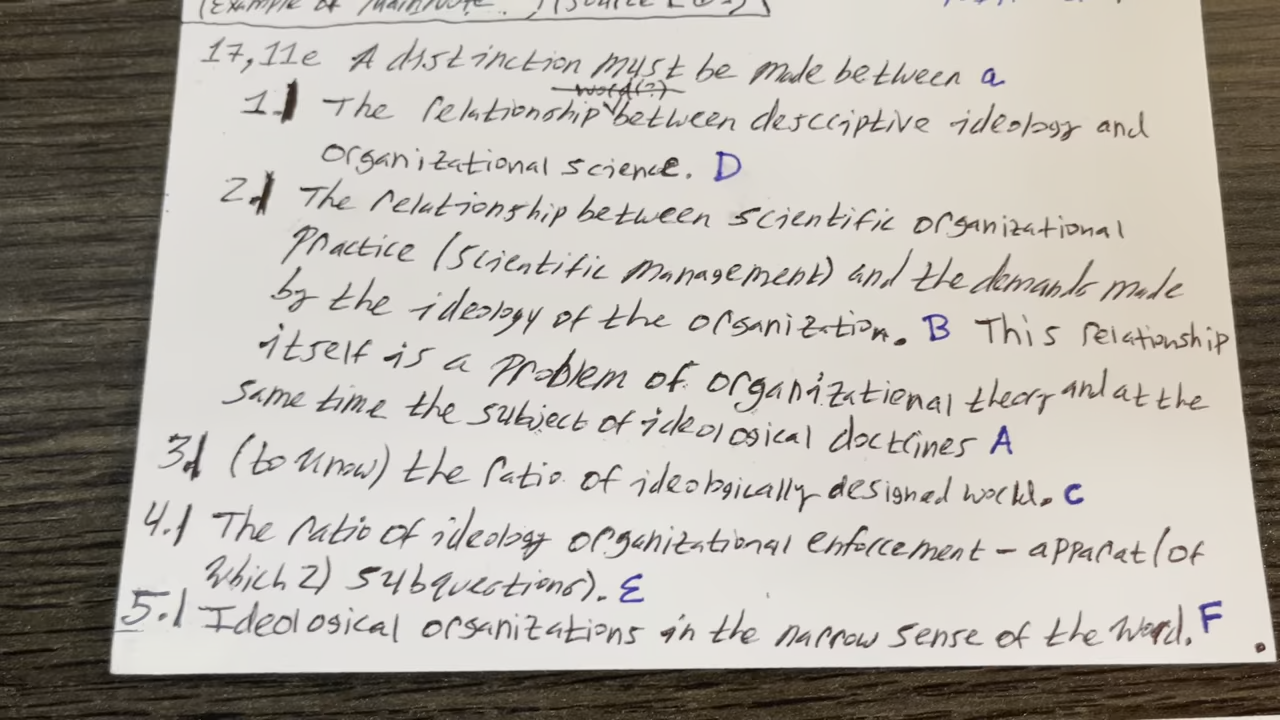 (Example of
17,11e A distinction must be made between a
word(?)
1.) The relationship between descriptive ideology and
organizational science. D
2.) The relationship between scientific organizational
practice (scientific management) and the demands made
by the ideology of the organization. B This relationship
itself is a problem of organizational theory and at the
same time the subject of ideological doctrines A
3.) (to know) the ratio of ideologically designed world. C
4.) The ratio of ideology organizational enforcement - apparat (of
which 2) subquestions). E
5.) Ideological organizations in the narrow sense of the word. F